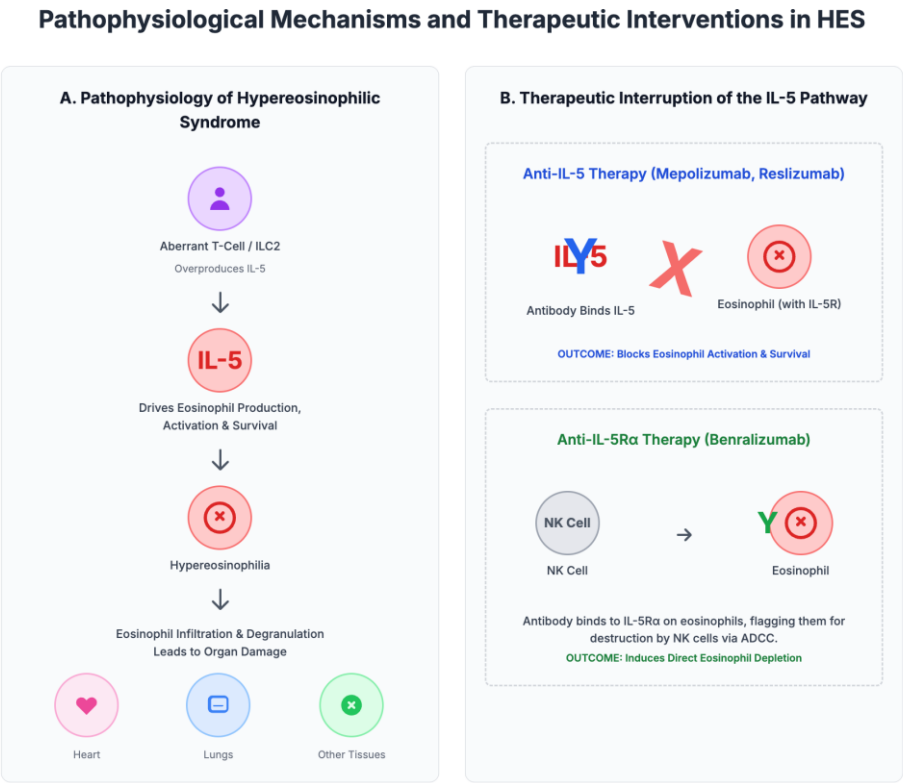 Pathophysiological Mechanisms and Therapeutic Interventions in HES
A. Pathophysiology of Hypereosinophilic
Syndrome
Aberrant T-Cell / ILC2
Overproduces IL-5
IL-5
Drives Eosinophil Production,
Activation & Survival
Hypereosinophilia
Eosinophil Infiltration & Degranulation
Leads to Organ Damage
Heart
Lungs
Other Tissues
B. Therapeutic Interruption of the IL-5 Pathway
Anti-IL-5 Therapy (Mepolizumab, Reslizumab)
IL-5
Y
X
Antibody Binds IL-5
Eosinophil (with IL-5R)
OUTCOME: Blocks Eosinophil Activation & Survival
Anti-IL-5Rα Therapy (Benralizumab)
NK Cell
Y
NK Cell
Eosinophil
Antibody binds to IL-5Rα on eosinophils, flagging them for
destruction by NK cells via ADCC.
OUTCOME: Induces Direct Eosinophil Depletion